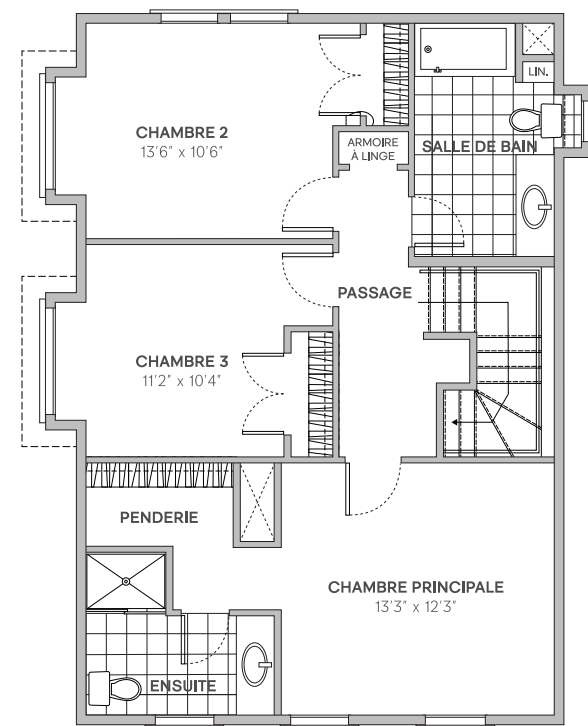 LIN.
CHAMBRE 2
13'6" x 10'6"
ARMOIRE
À LINGE
SALLE DE BAIN
PASSAGE
CHAMBRE 3
11'2" x 10'4"
PENDERIE
CHAMBRE PRINCIPALE
13'3" x 12'3"
ENSUITE